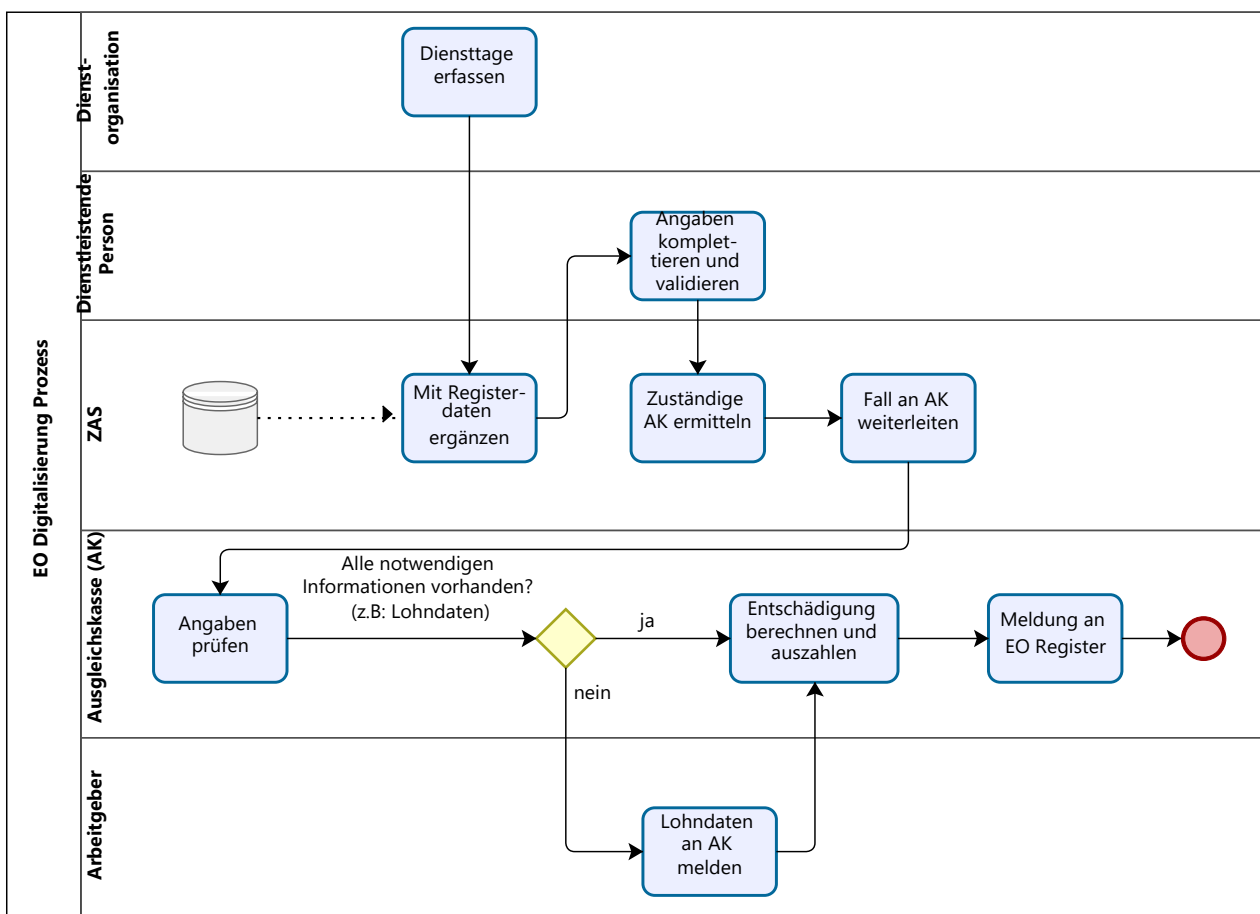 EO Digitalisierung Prozess
Dienst-
organisation
Diensttage
erfassen
Dienstleistende
Person
Angaben
komplet-
tieren und
validieren
ZAS
Mit Register-
daten
ergänzen
Zuständige
AK ermitteln
Fall an AK
weiterleiten
Ausgleichskasse (AK)
Angaben
prüfen
Alle notwendigen
Informationen vorhanden?
(z.B: Lohndaten)
ja
nein
Entschädigung
berechnen und
auszahlen
Meldung an
EO Register
Arbeitgeber
Lohndaten
an AK
melden